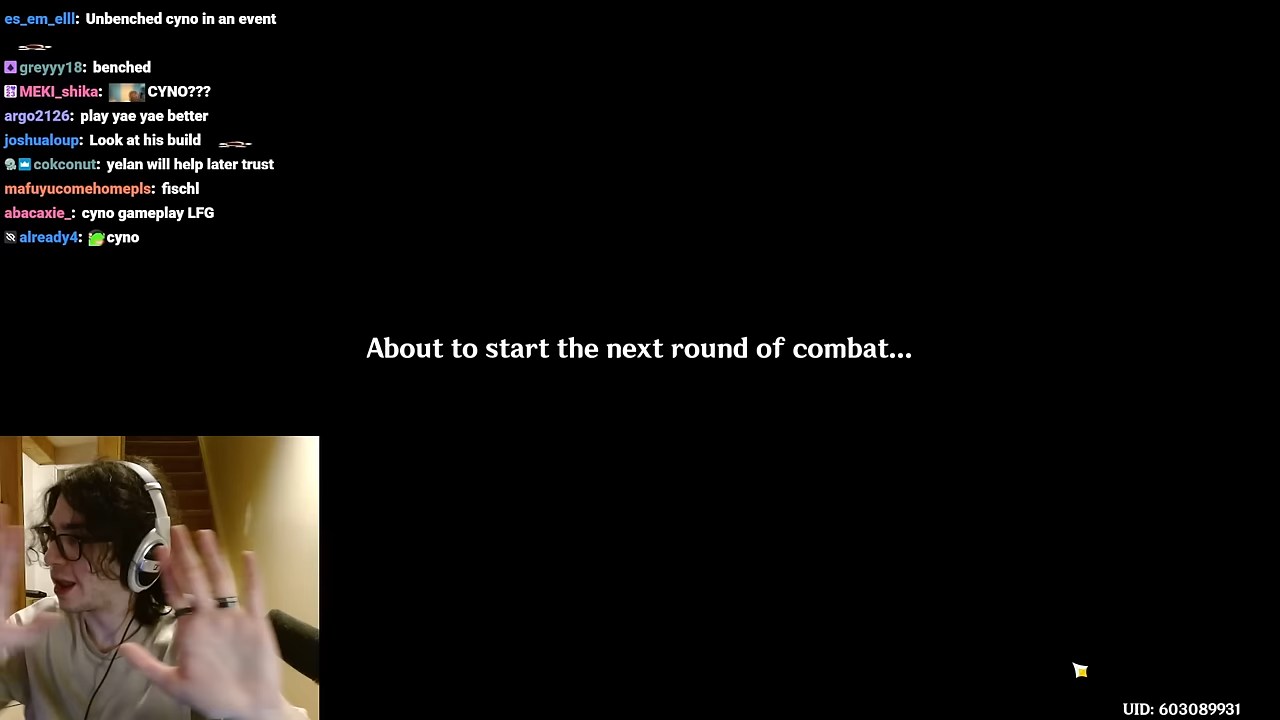 es_em_elll: Unbenched cyno in an event
greyyy18: benched
MEKI_shika: CYNO???
argo2126: play yae yae better
joshualoup: Look at his build
cokconut: yelan will help later trust
mafuyucomehomepls: fischl
abacaxie_: cyno gameplay LFG
already4: cyno
About to start the next round of combat...
UID: 603089931